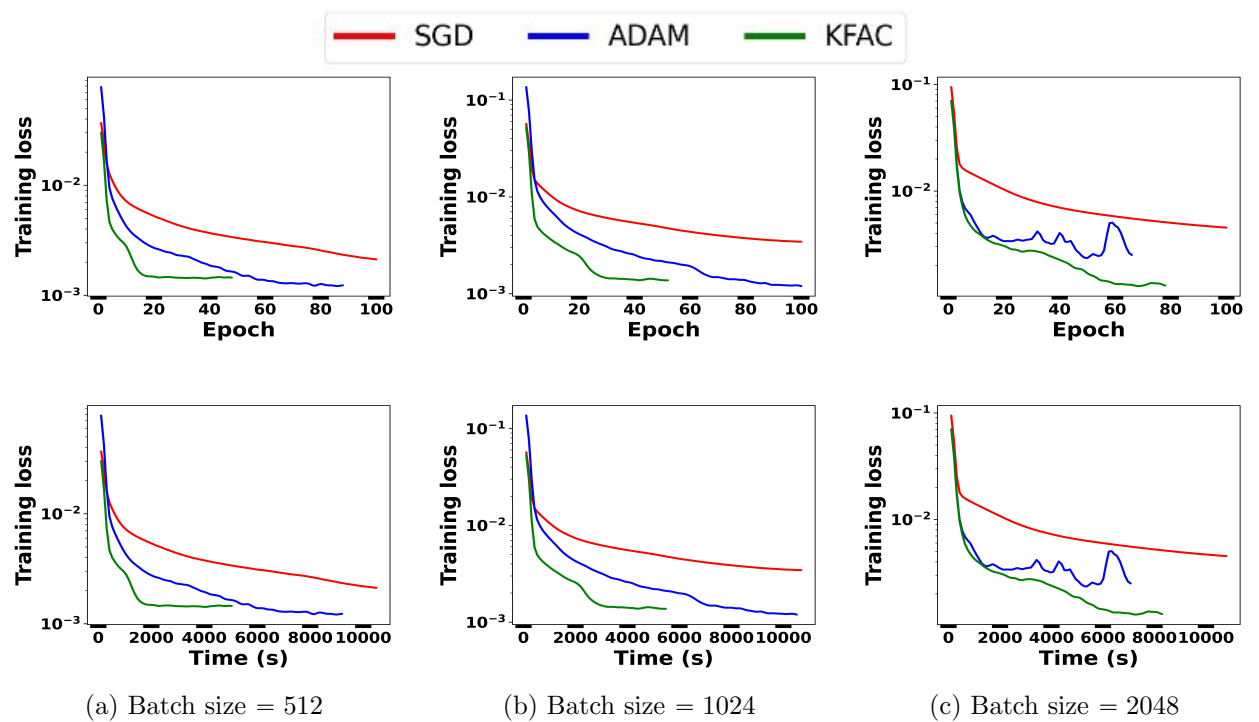 SGD ADAM KFAC
Training loss
10⁻²
10⁻³
0 20 40 60 80 100
Epoch
Training loss
10⁻¹
10⁻²
10⁻³
0 20 40 60 80 100
Epoch
Training loss
10⁻¹
10⁻²
0 20 40 60 80 100
Epoch
Training loss
10⁻²
10⁻³
0 2000 4000 6000 8000 10000
Time (s)
Training loss
10⁻¹
10⁻²
10⁻³
0 2000 4000 6000 8000 10000
Time (s)
Training loss
10⁻¹
10⁻²
0 2000 4000 6000 8000 10000
Time (s)
(a) Batch size = 512
(b) Batch size = 1024
(c) Batch size = 2048